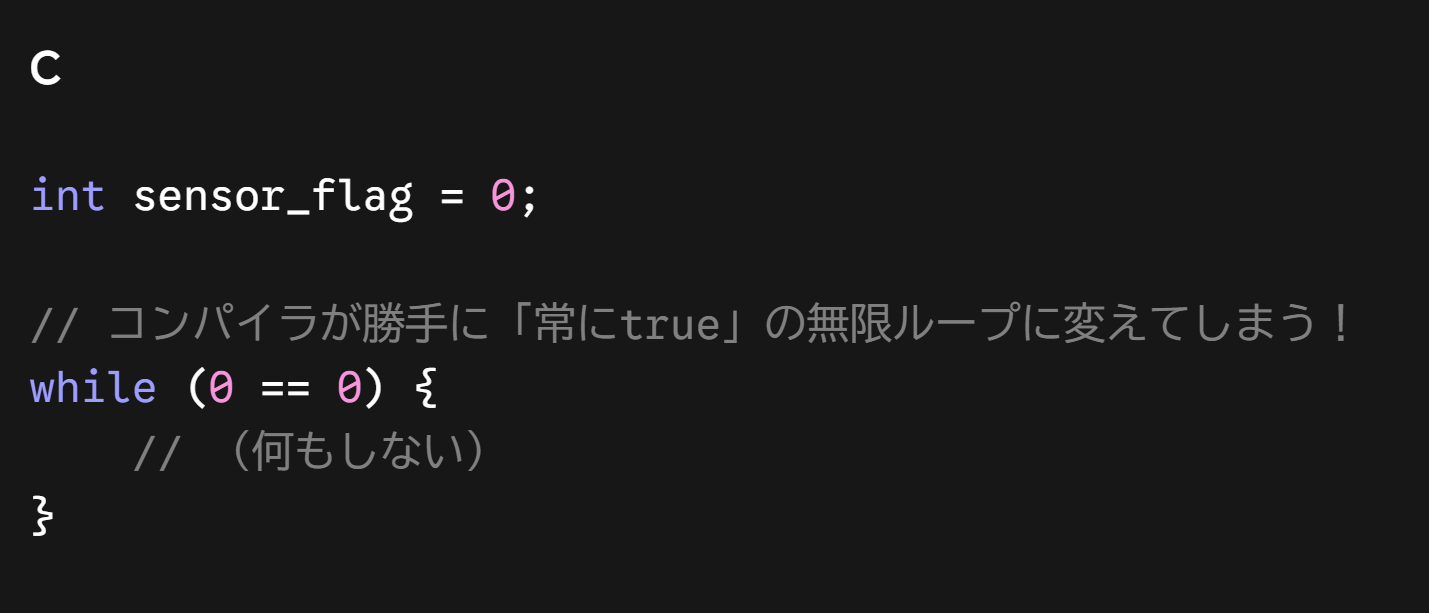 C
int sensor_flag = 0;
// コンパイラが勝手に「常にtrue」の無限ループに変えてしまう！
while (0 == 0) {
// （何もしない）
}